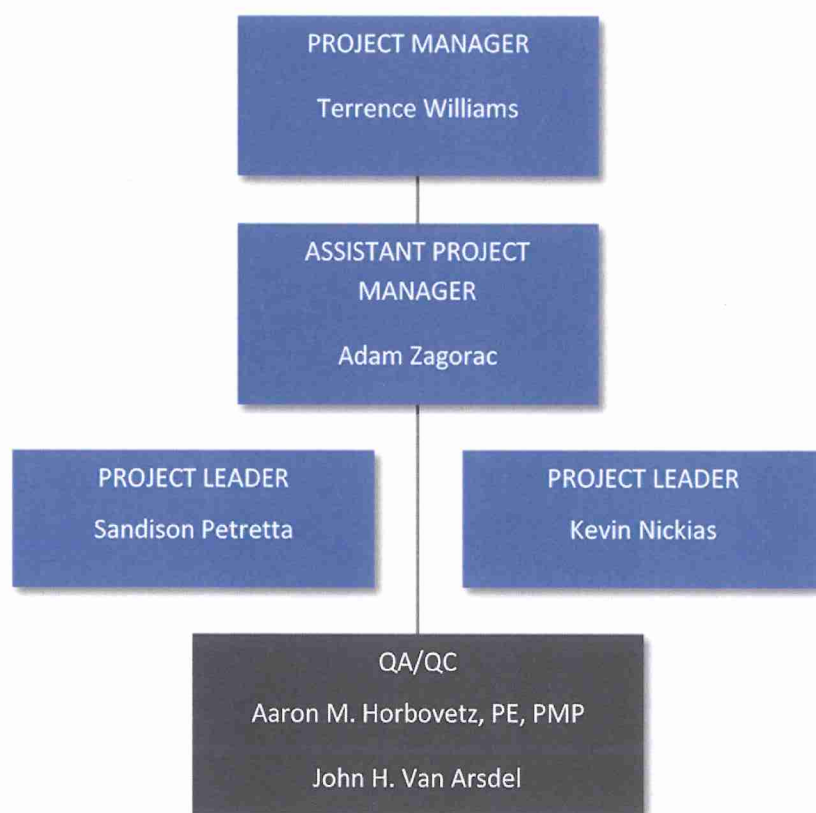 PROJECT MANAGER
Terrence Williams
ASSISTANT PROJECT
MANAGER
Adam Zagorac
PROJECT LEADER
Sandison Petretta
PROJECT LEADER
Kevin Nickias
QA/QC
Aaron M. Horbovetz, PE, PMP
John H. Van Arsdel